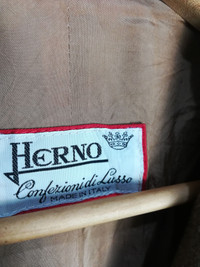 HERNO
Confezioni di Lusso
MADE IN ITALY